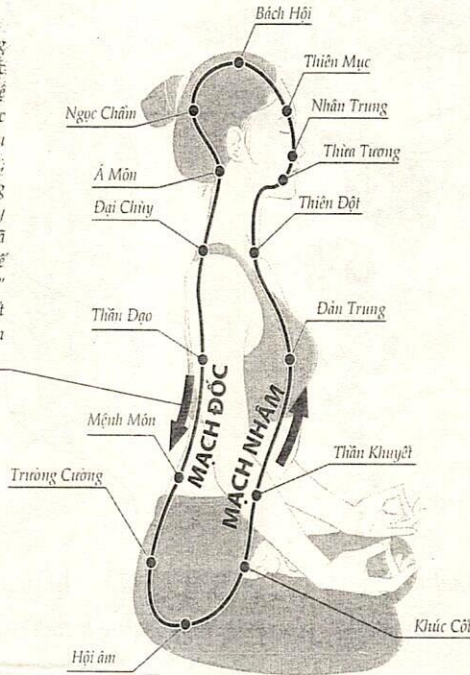 Bách Hội
Thiên Mục
Ngọc Chẩm
Nhân Trung
Thừa Tương
Á Môn
Đại Chùy
Thiên Đột
Thần Đạo
Đản Trung
MẠCH ĐỐC
MẠCH NHÂM
Mệnh Môn
Trường Cường
Thần Khuyết
Khúc Cốt
Hội âm